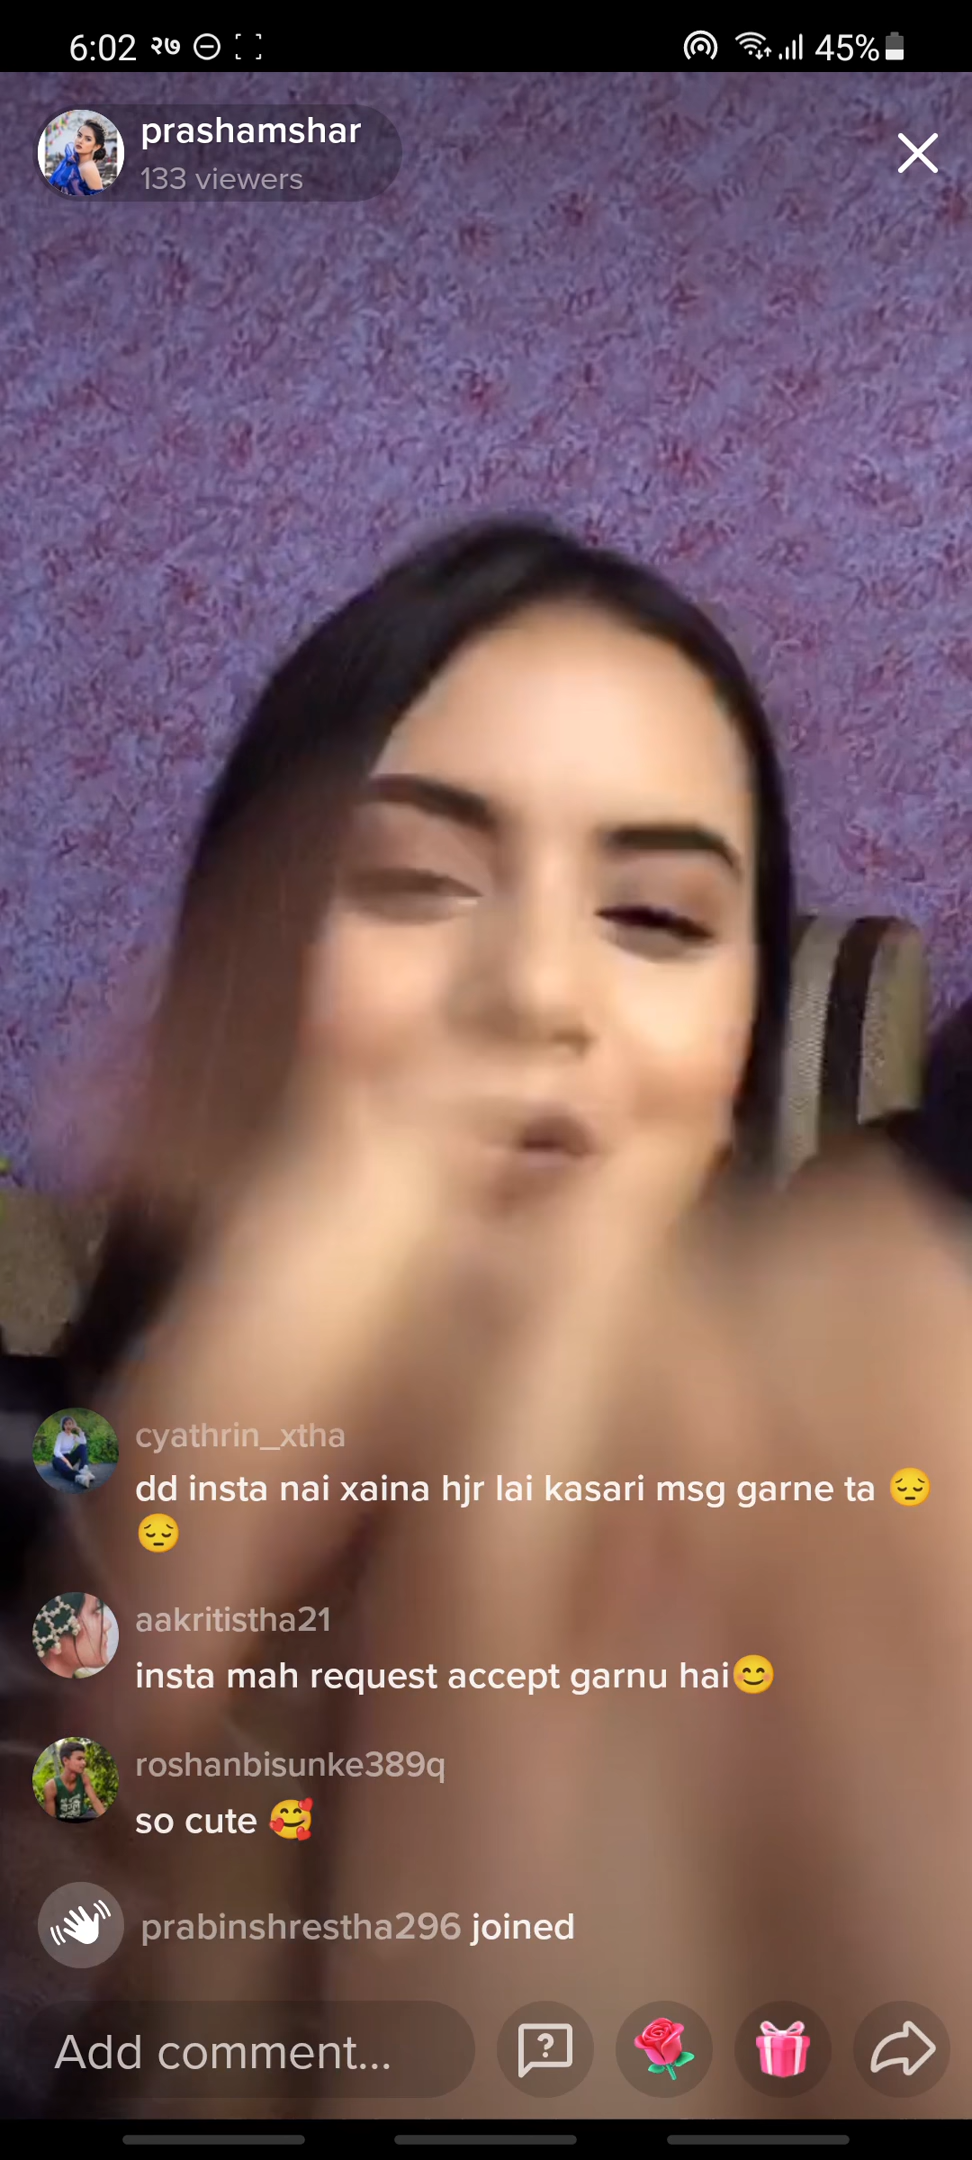 6:02 २७ 45%
prashamshar
133 viewers
cyathrin_xtha
dd insta nai xaina hjr lai kasari msg garne ta 😔
😔
aakritistha21
insta mah request accept garnu hai😊
roshanbisunke389q
so cute 🥰
prabinshrestha296 joined
Add comment...